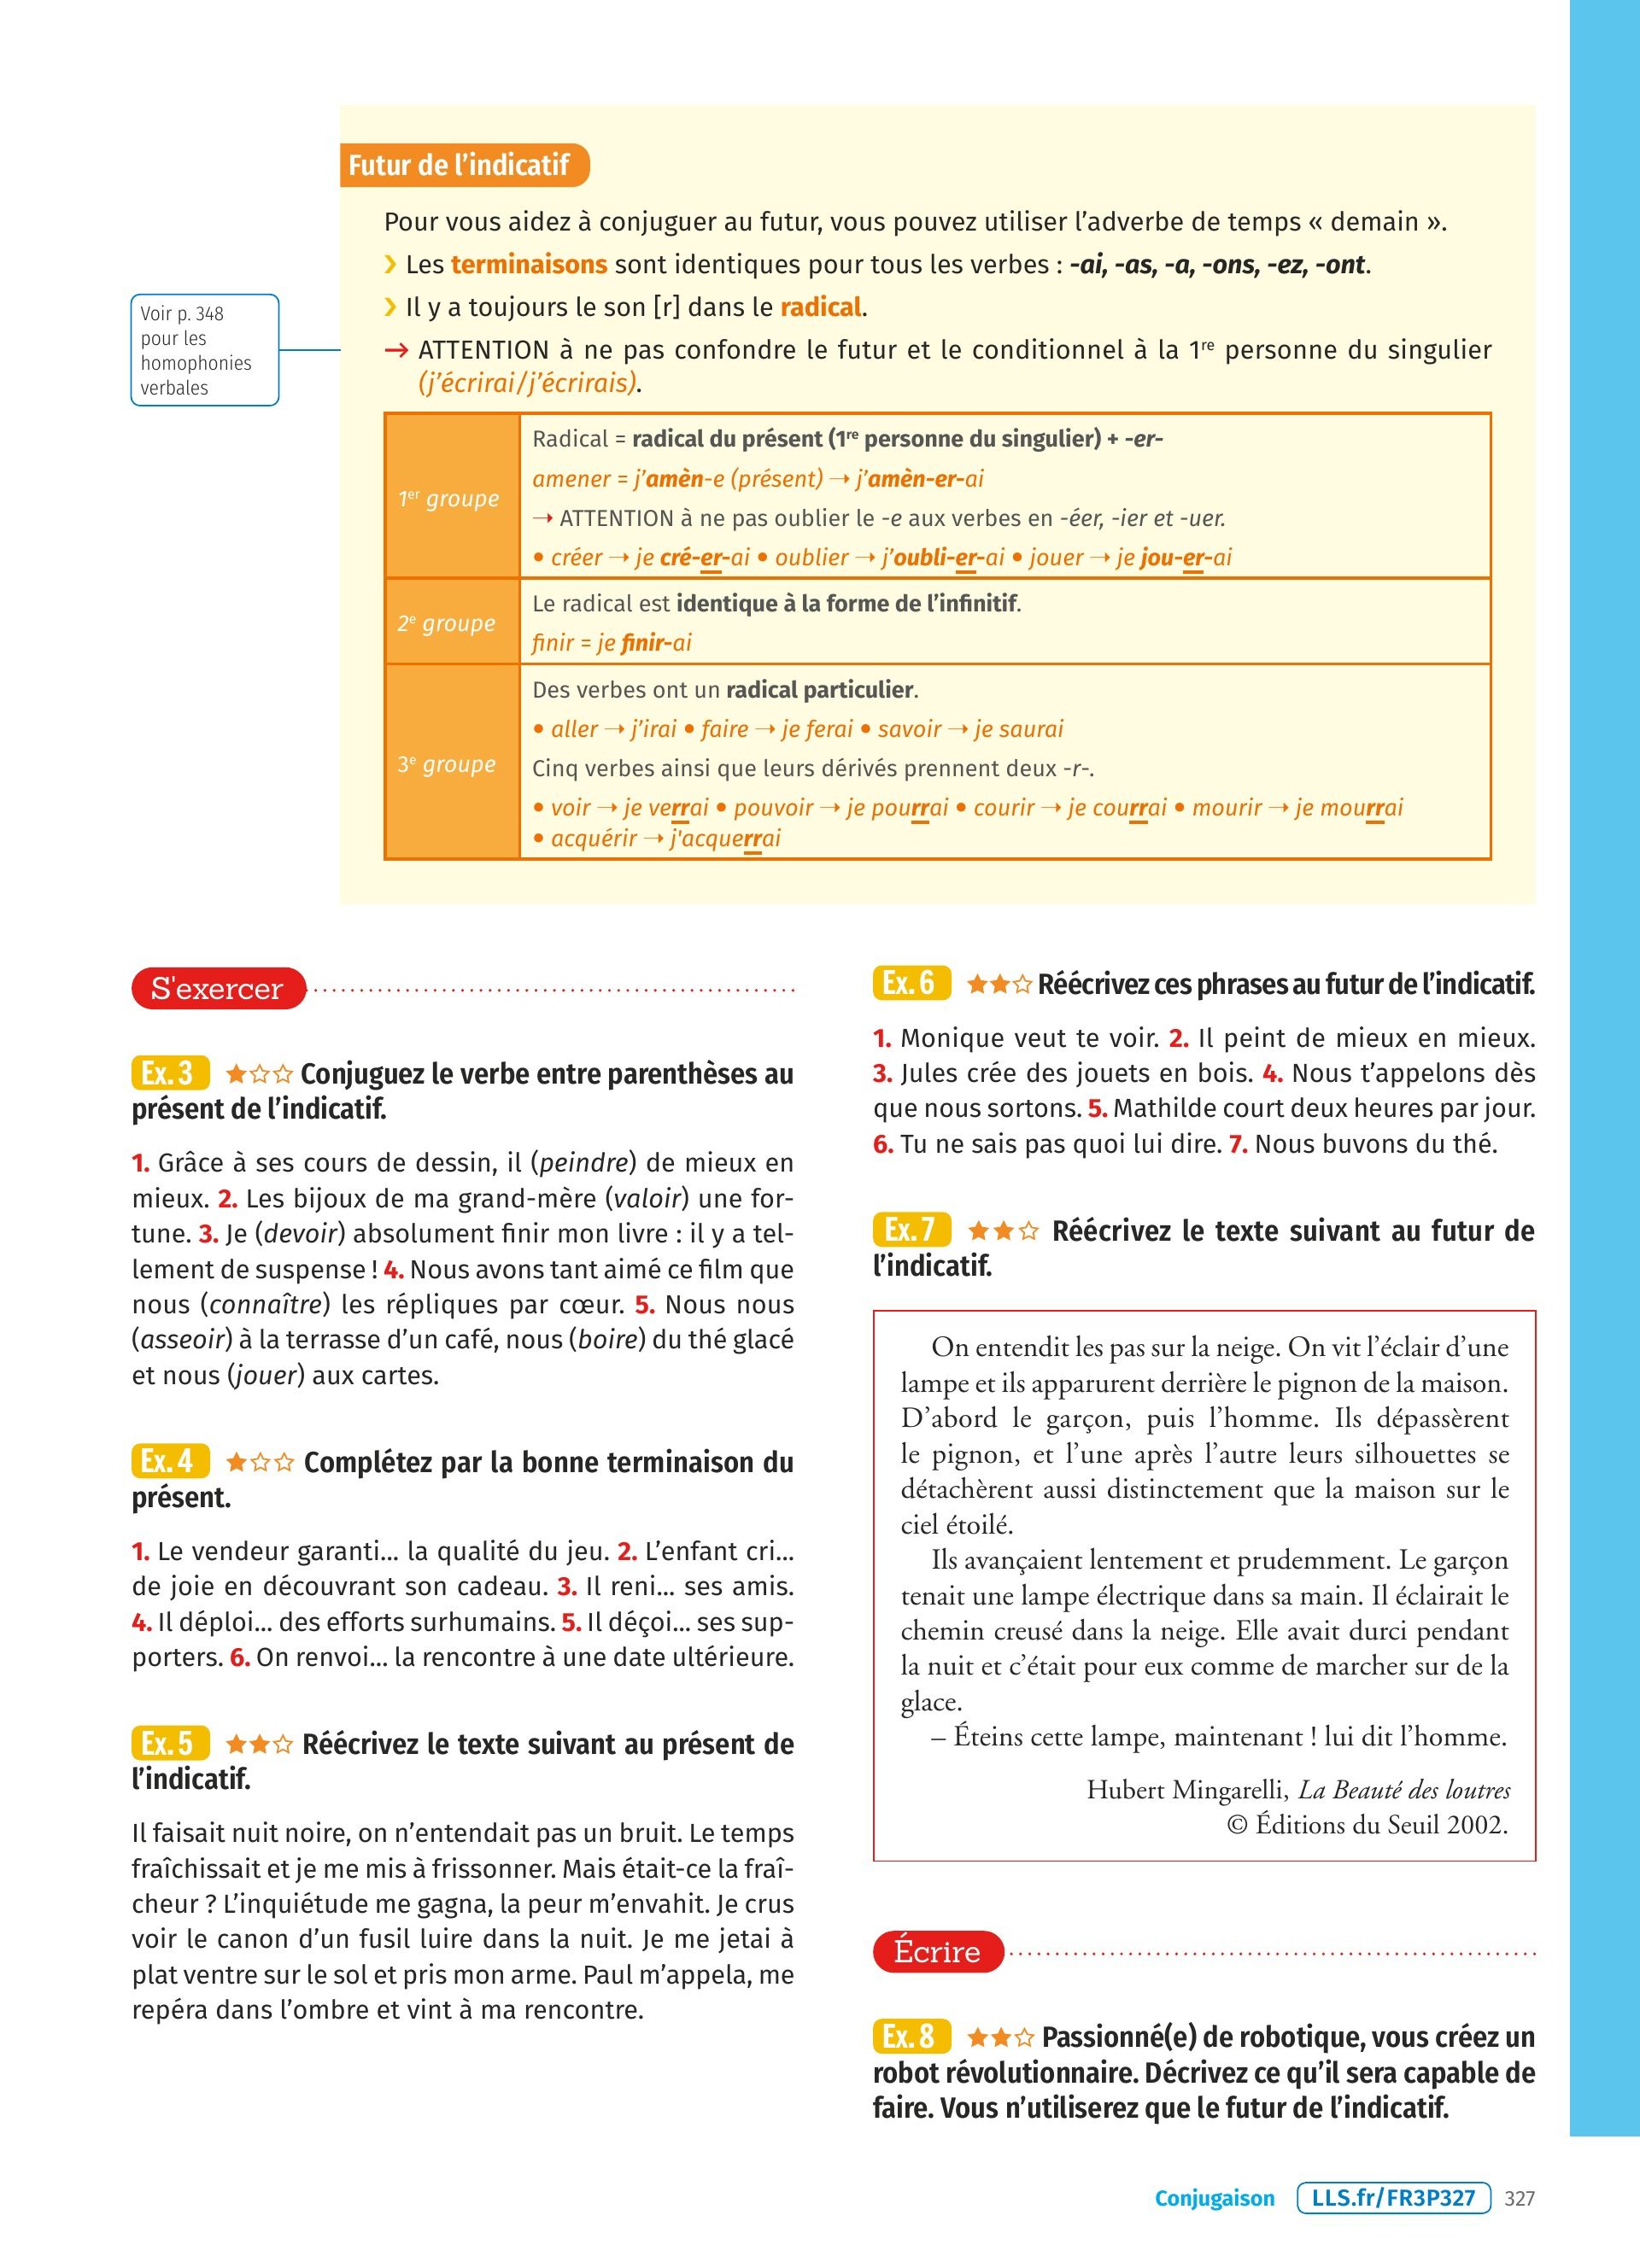 Futur de l'indicatif
Pour vous aidez à conjuguer au futur, vous pouvez utiliser l'adverbe de temps « demain ».
› Les terminaisons sont identiques pour tous les verbes : -ai, -as, -a, -ons, -ez, -ont.
› Il y a toujours le son [r] dans le radical.
→ ATTENTION à ne pas confondre le futur et le conditionnel à la 1re personne du singulier
(j'écrirai/j'écrirais).
Voir p. 348
pour les
homophonies
verbales
1er groupe
Radical = radical du présent (1re personne du singulier) + -er-
amener = j'amèn-e (présent) → j'amèn-er-ai
→ ATTENTION à ne pas oublier le -e aux verbes en -éer, -ier et -uer.
• créer → je cré-er-ai • oublier → j'oubli-er-ai • jouer → je jou-er-ai
2e groupe
Le radical est identique à la forme de l'infinitif.
finir = je finir-ai
3e groupe
Des verbes ont un radical particulier.
• aller → j'irai • faire → je ferai • savoir → je saurai
Cinq verbes ainsi que leurs dérivés prennent deux -r-.
• voir → je verrai • pouvoir → je pourrai • courir → je courrai • mourir → je mourrai
• acquérir → j'acquerrai
S'exercer
Ex. 3 ★☆☆ Conjuguez le verbe entre parenthèses au
présent de l'indicatif.
1. Grâce à ses cours de dessin, il (peindre) de mieux en
mieux. 2. Les bijoux de ma grand-mère (valoir) une for-
tune. 3. Je (devoir) absolument finir mon livre : il y a tel-
lement de suspense ! 4. Nous avons tant aimé ce film que
nous (connaître) les répliques par cœur. 5. Nous nous
(asseoir) à la terrasse d'un café, nous (boire) du thé glacé
et nous (jouer) aux cartes.
Ex. 4 ★☆☆ Complétez par la bonne terminaison du
présent.
1. Le vendeur garanti... la qualité du jeu. 2. L'enfant cri...
de joie en découvrant son cadeau. 3. Il reni... ses amis.
4. Il déploi... des efforts surhumains. 5. Il déçoi... ses sup-
porters. 6. On renvoi... la rencontre à une date ultérieure.
Ex. 5 ★★☆ Réécrivez le texte suivant au présent de
l'indicatif.
Il faisait nuit noire, on n'entendait pas un bruit. Le temps
fraîchissait et je me mis à frissonner. Mais était-ce la fraî-
cheur ? L'inquiétude me gagna, la peur m'envahit. Je crus
voir le canon d'un fusil luire dans la nuit. Je me jetai à
plat ventre sur le sol et pris mon arme. Paul m'appela, me
repéra dans l'ombre et vint à ma rencontre.
Ex. 6 ★★☆ Réécrivez ces phrases au futur de l'indicatif.
1. Monique veut te voir. 2. Il peint de mieux en mieux.
3. Jules crée des jouets en bois. 4. Nous t'appelons dès
que nous sortons. 5. Mathilde court deux heures par jour.
6. Tu ne sais pas quoi lui dire. 7. Nous buvons du thé.
Ex. 7 ★★☆ Réécrivez le texte suivant au futur de
l'indicatif.
On entendit les pas sur la neige. On vit l'éclair d'une
lampe et ils apparurent derrière le pignon de la maison.
D'abord le garçon, puis l'homme. Ils dépassèrent
le pignon, et l'une après l'autre leurs silhouettes se
détachèrent aussi distinctement que la maison sur le
ciel étoilé.
Ils avançaient lentement et prudemment. Le garçon
tenait une lampe électrique dans sa main. Il éclairait le
chemin creusé dans la neige. Elle avait durci pendant
la nuit et c'était pour eux comme de marcher sur de la
glace.
– Éteins cette lampe, maintenant ! lui dit l'homme.
Hubert Mingarelli, La Beauté des loutres
© Éditions du Seuil 2002.
Écrire
Ex. 8 ★★☆ Passionné(e) de robotique, vous créez un
robot révolutionnaire. Décrivez ce qu'il sera capable de
faire. Vous n'utiliserez que le futur de l'indicatif.
Conjugaison LLS.fr/FR3P327 327